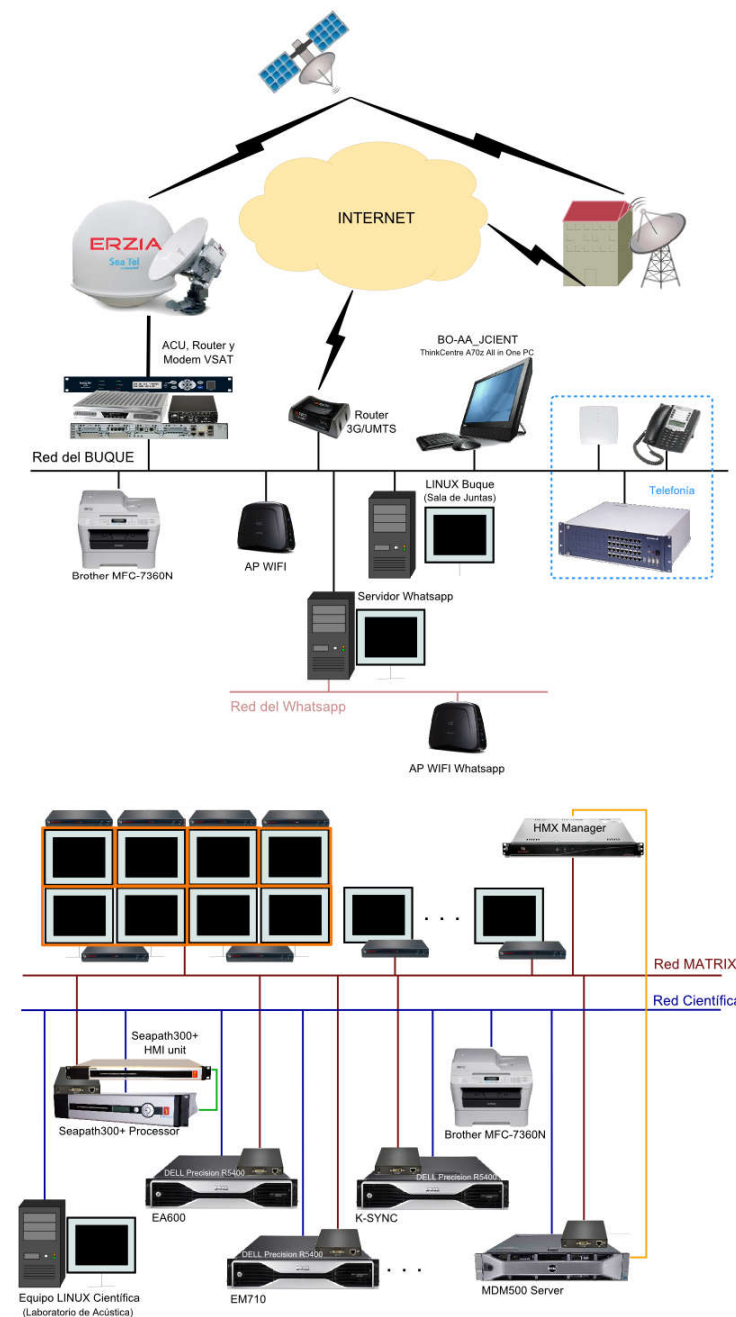 INTERNET
ERZIA
Sea Tel
ACU, Router y
Modem VSAT
BO-AA_JCIENT
ThinkCentre A70z All in One PC
Router
3G/UMTS
Red del BUQUE
LINUX Buque
(Sala de Juntas)
Telefonía
Brother MFC-7360N
AP WIFI
Servidor Whatsapp
Red del Whatsapp
AP WIFI Whatsapp
HMX Manager
Red MATRIX
Red Científica
Seapath300+
HMI unit
Seapath300+ Processor
Brother MFC-7360N
DELL Precision R5400
EA600
DELL Precision R5400
K-SYNC
DELL Precision R5400
EM710
MDM500 Server
Equipo LINUX Científica
(Laboratorio de Acústica)